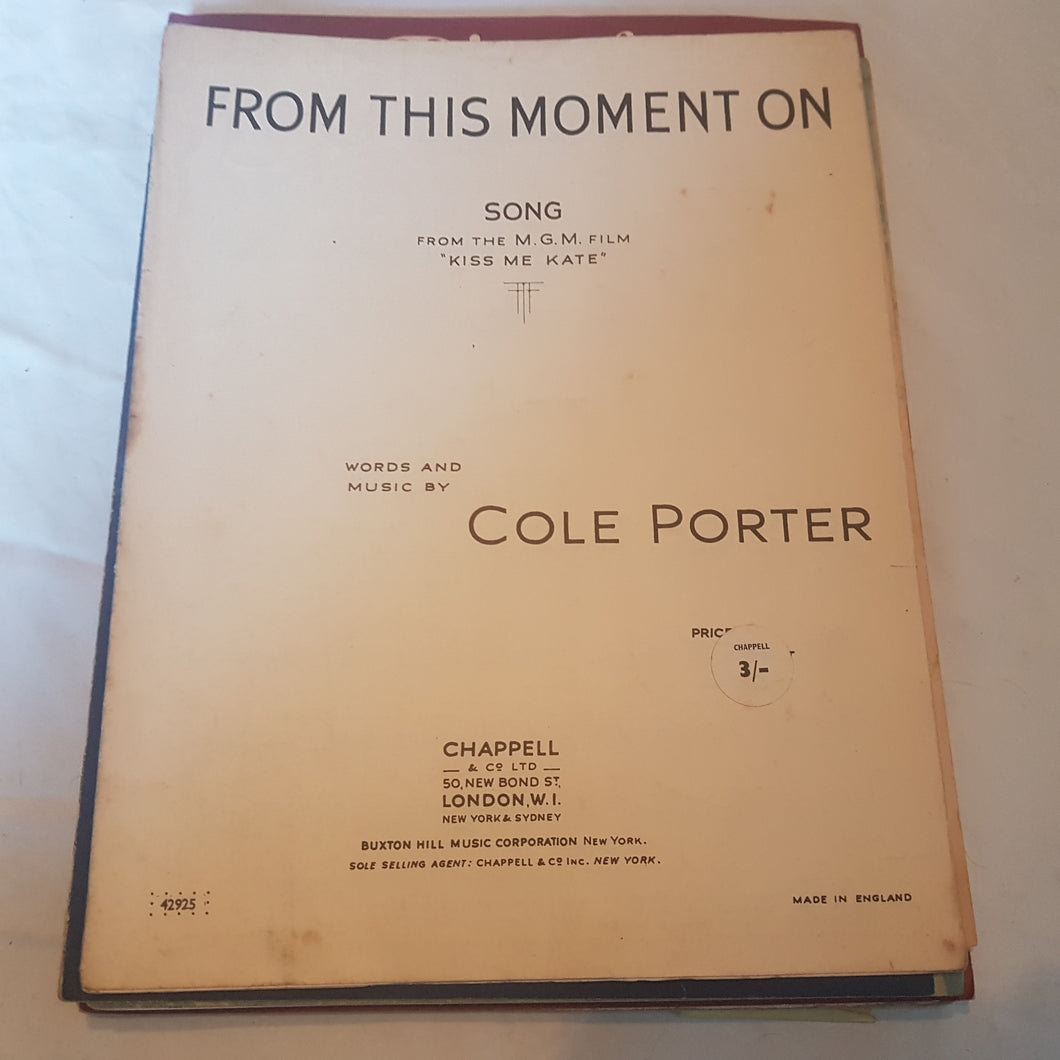 FROM THIS MOMENT ON
SONG
FROM THE M.G.M. FILM
"KISS ME KATE"
WORDS AND
MUSIC BY
COLE PORTER
CHAPPELL
3/-
CHAPPELL
& Cº LTD
50, NEW BOND ST,
LONDON, W.I.
NEW YORK & SYDNEY
BUXTON HILL MUSIC CORPORATION NEW YORK.
SOLE SELLING AGENT: CHAPPELL & Cº INC. NEW YORK.
42925
MADE IN ENGLAND